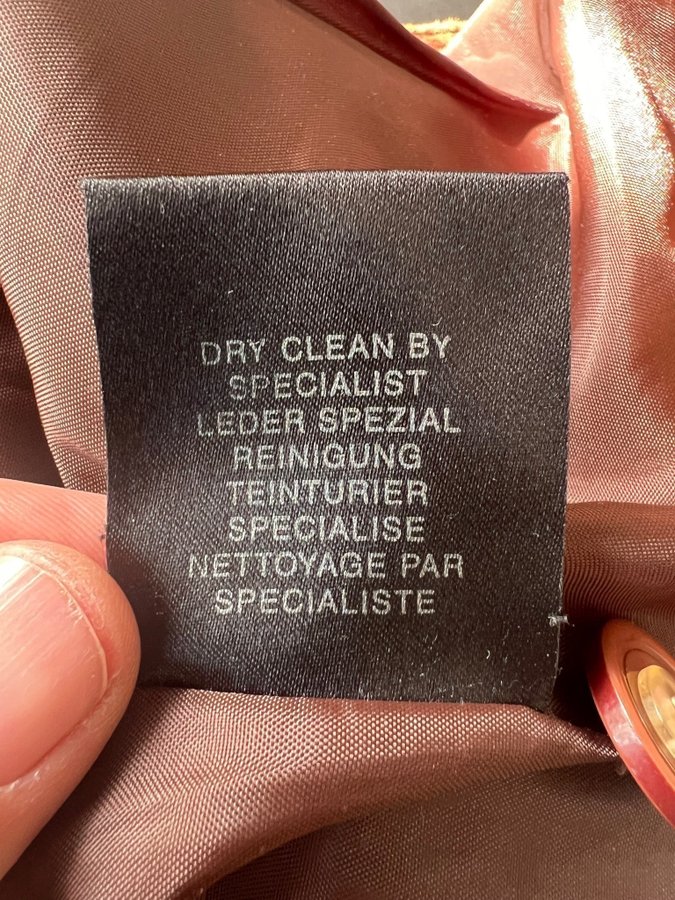 DRY CLEAN BY
SPECIALIST
LEDER SPEZIAL
REINIGUNG
TEINTURIER
SPECIALISE
NETTOYAGE PAR
SPECIALISTE